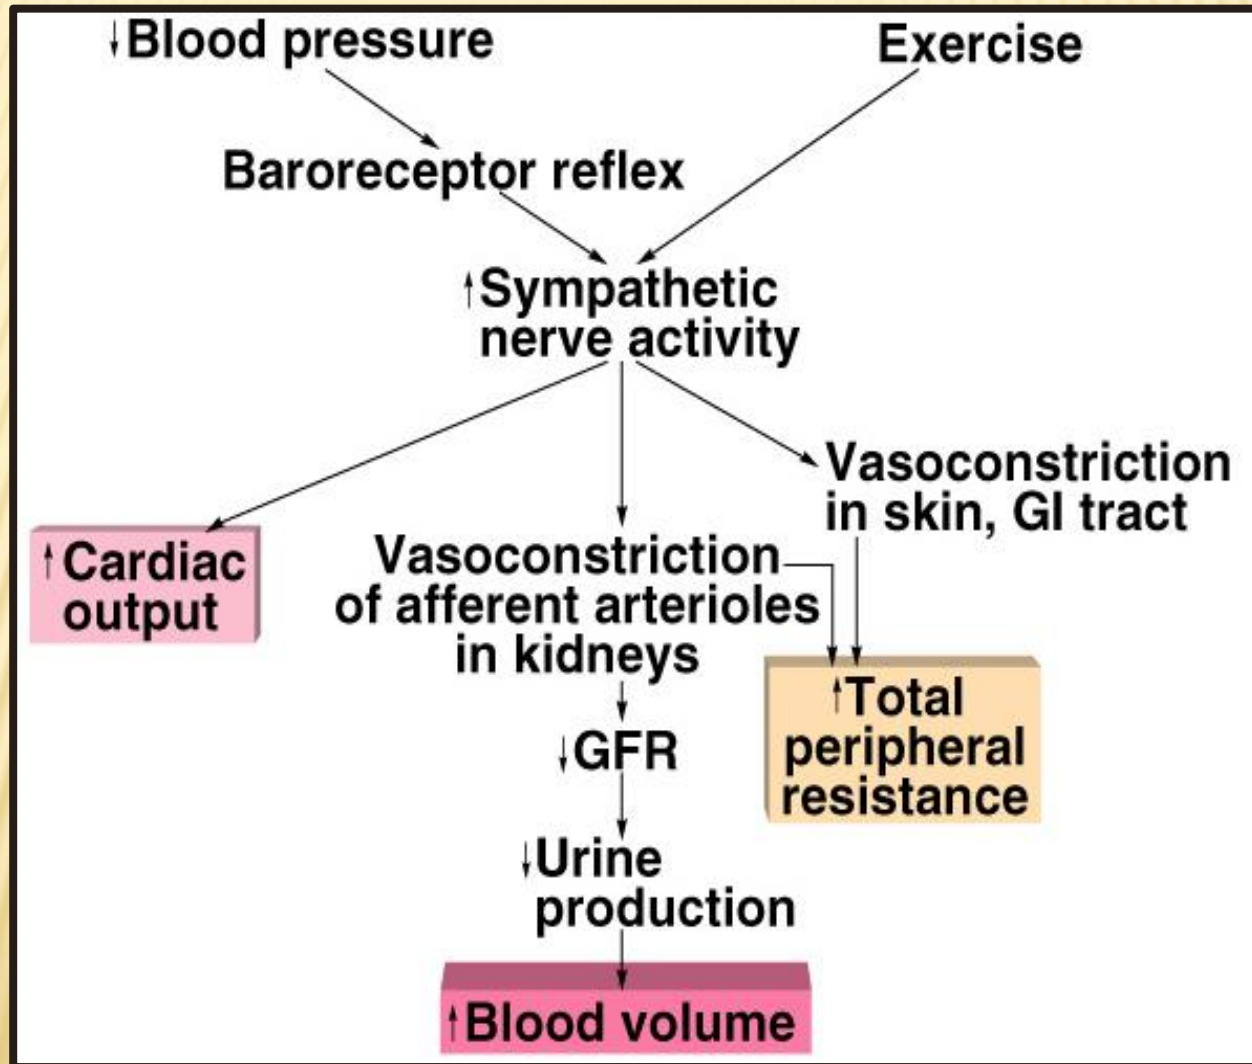 ↓Blood pressure
Exercise
Baroreceptor reflex
↑Sympathetic
nerve activity
Vasoconstriction
in skin, GI tract
↑Cardiac
output
Vasoconstriction
of afferent arterioles
in kidneys
↑Total
peripheral
resistance
↓GFR
↓Urine
production
↑Blood volume